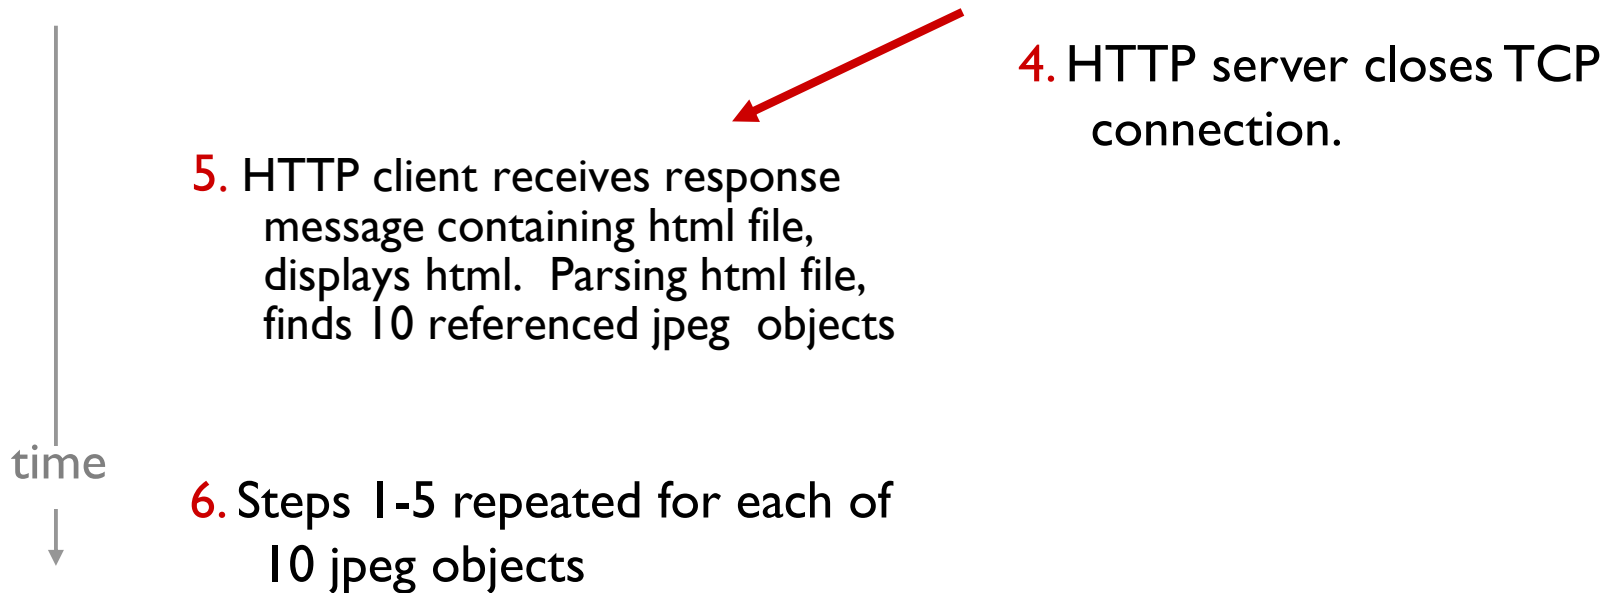 4. HTTP server closes TCP
connection.
5. HTTP client receives response
message containing html file,
displays html. Parsing html file,
finds 10 referenced jpeg objects
time
6. Steps 1-5 repeated for each of
10 jpeg objects